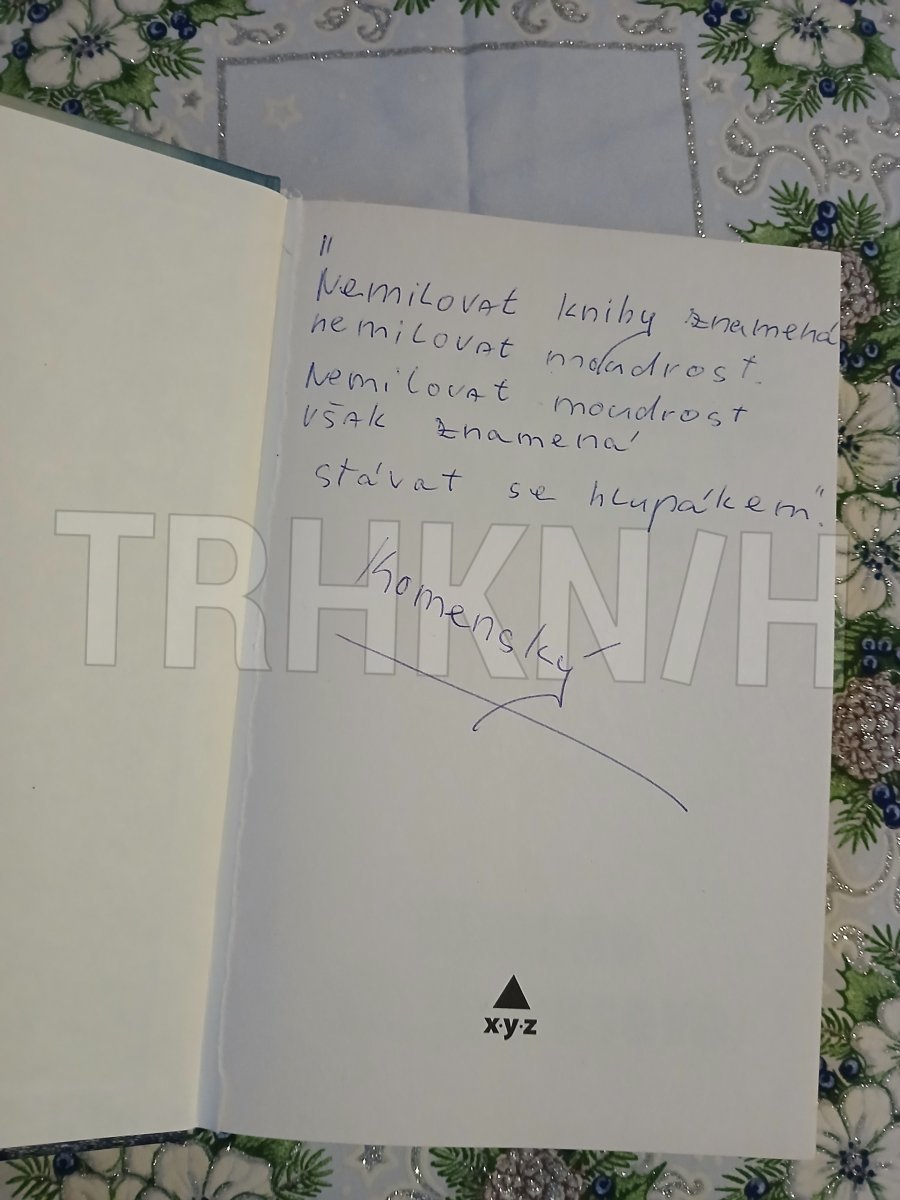 "
Nemilovat knihy znamená
nemilovat moudrost.
Nemilovat moudrost
však znamená
stávat se hlupákem".
Komenský
TRHKNIH
x·y·z